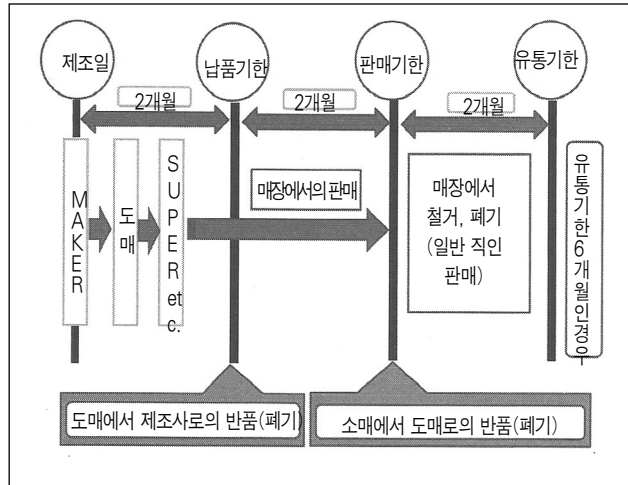 제조일
납품기한
판매기한
유통기한
2개월
2개월
2개월
MAKER
도매
SUPER etc.
매장에서의 판매
매장에서
철거, 폐기
(일반 직인
판매)
유통기한 6개월인경우
도매에서 제조사로의 반품(폐기)
소매에서 도매로의 반품(폐기)